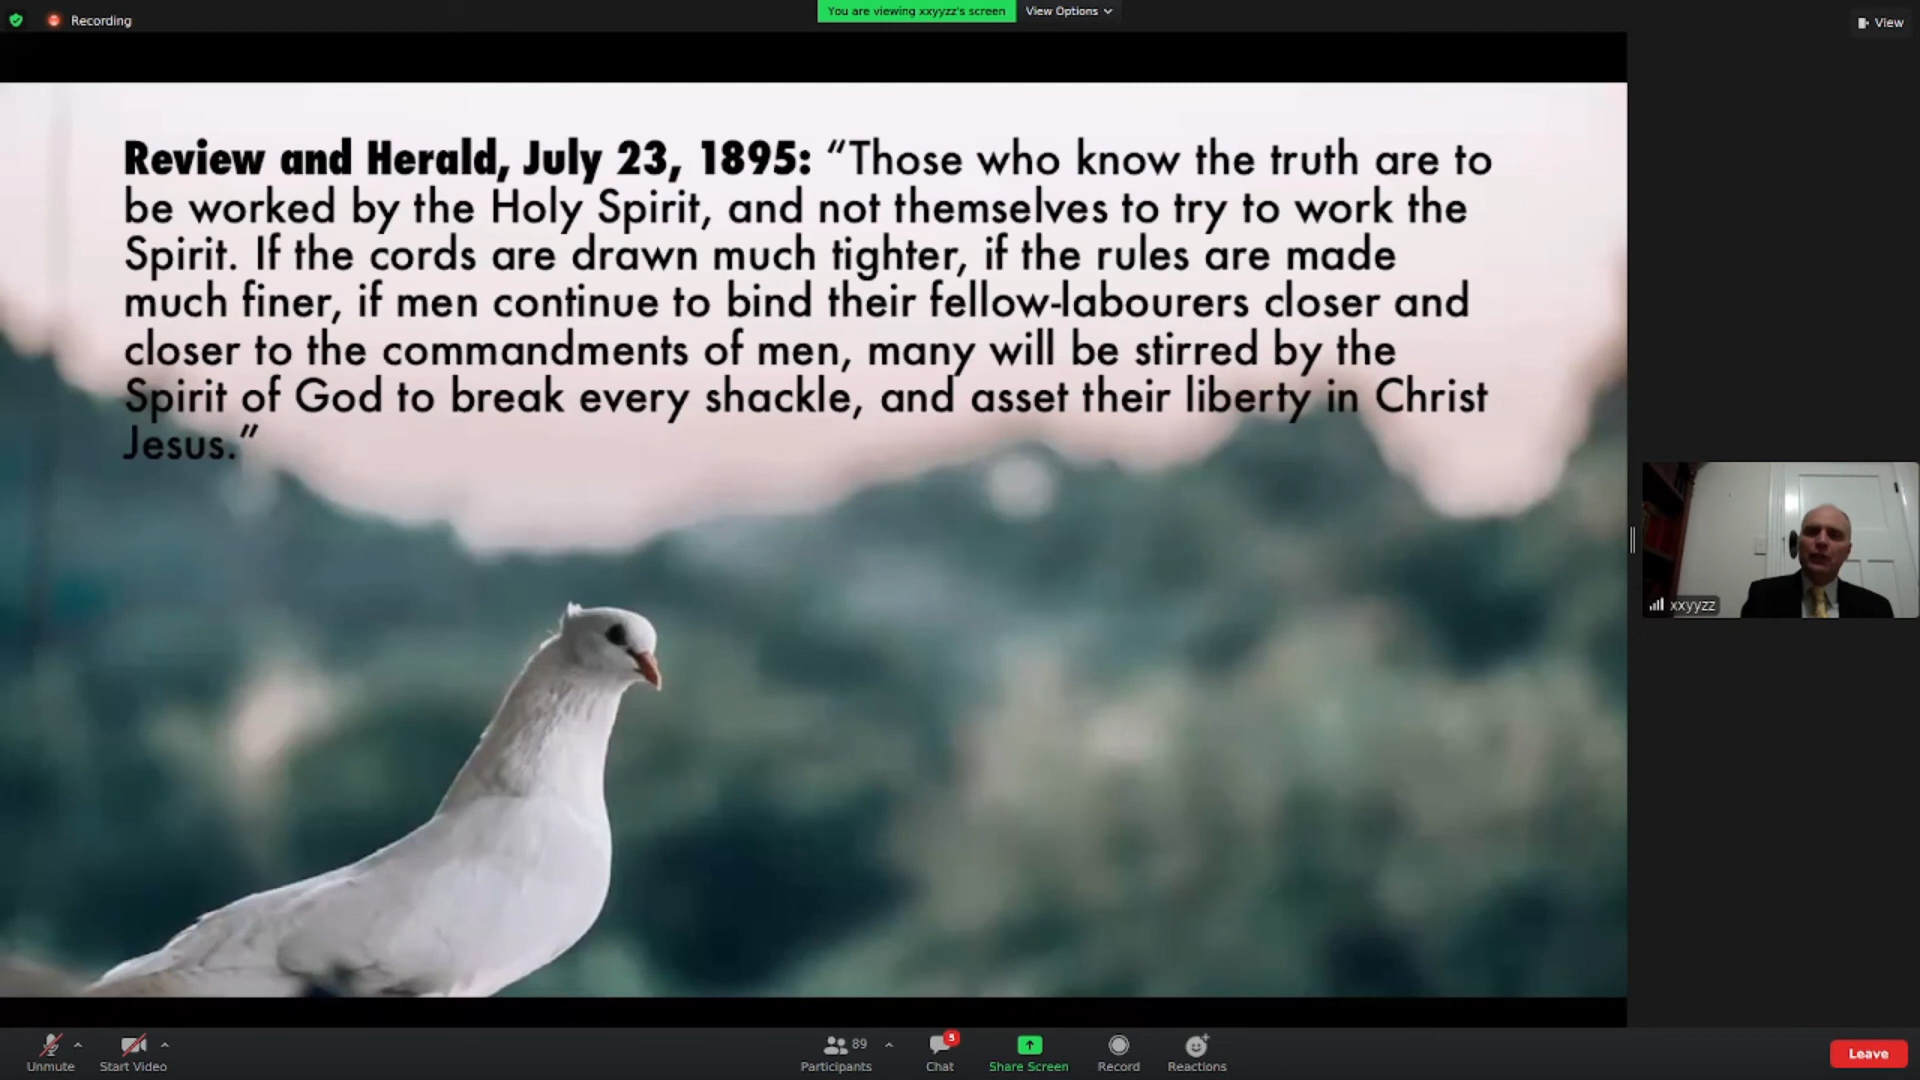 Recording
You are viewing xxyyzz's screen
View Options
View
Review and Herald, July 23, 1895: “Those who know the truth are to
be worked by the Holy Spirit, and not themselves to try to work the
Spirit. If the cords are drawn much tighter, if the rules are made
much finer, if men continue to bind their fellow-labourers closer and
closer to the commandments of men, many will be stirred by the
Spirit of God to break every shackle, and asset their liberty in Christ
Jesus.”
xxyyzz
Unmute
Start Video
89
Participants
5
Chat
Share Screen
Record
Reactions
Leave